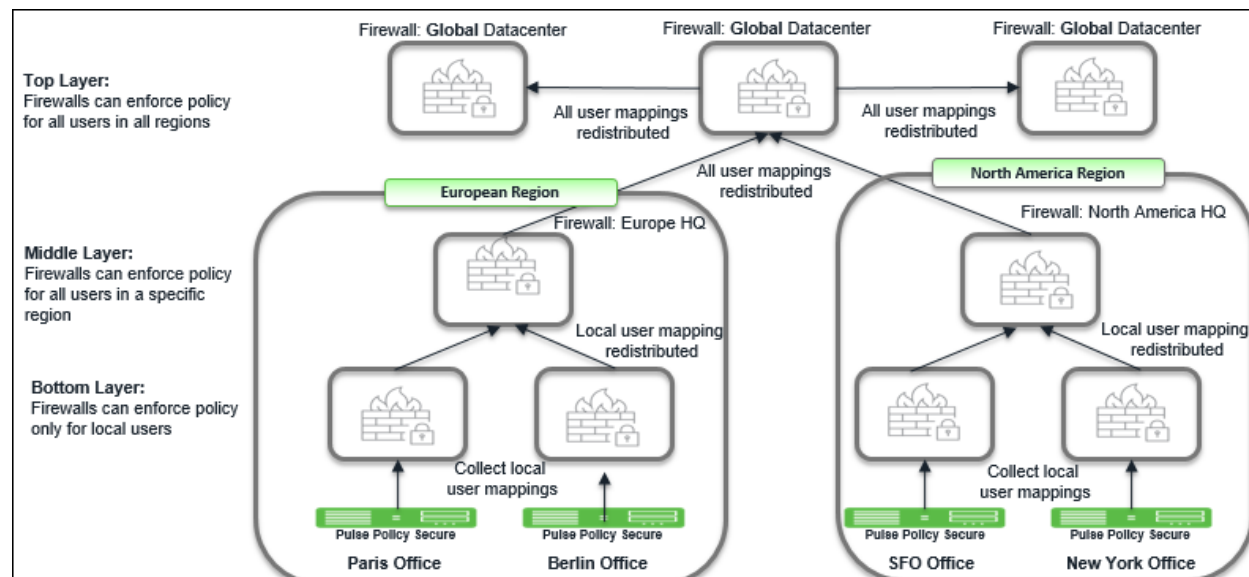 Firewall: Global Datacenter
Firewall: Global Datacenter
Firewall: Global Datacenter
Top Layer:
Firewalls can enforce policy
for all users in all regions
All user mappings
redistributed
All user mappings
redistributed
All user mappings
redistributed
European Region
North America Region
Firewall: Europe HQ
Firewall: North America HQ
Middle Layer:
Firewalls can enforce policy
for all users in a specific
region
Local user mapping
redistributed
Local user mapping
redistributed
Bottom Layer:
Firewalls can enforce policy
only for local users
Collect local
user mappings
Collect local
user mappings
Pulse Policy Secure
Pulse Policy Secure
Pulse Policy Secure
Pulse Policy Secure
Paris Office
Berlin Office
SFO Office
New York Office